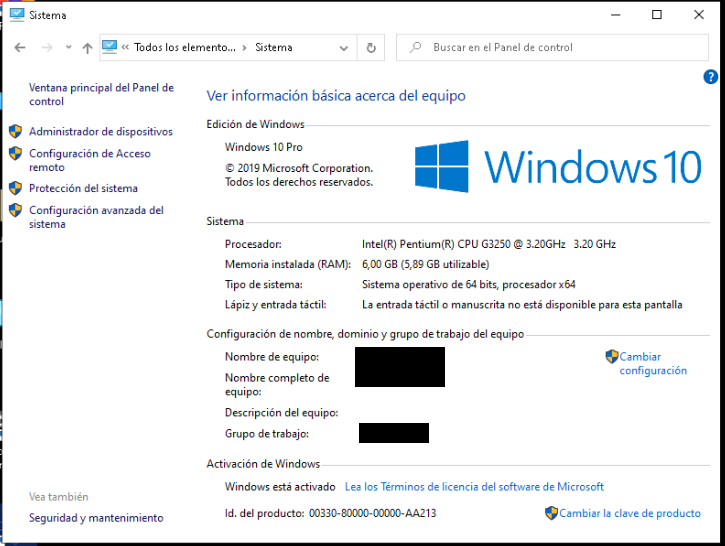 Sistema
Todos los elemento... Sistema
Buscar en el Panel de control
Ventana principal del Panel de
control
Administrador de dispositivos
Configuración de Acceso
remoto
Protección del sistema
Configuración avanzada del
sistema
Ver información básica acerca del equipo
Edición de Windows
Windows 10 Pro
© 2019 Microsoft Corporation.
Todos los derechos reservados.
Windows 10
Sistema
Procesador: Intel(R) Pentium(R) CPU G3250 @ 3.20GHz 3.20 GHz
Memoria instalada (RAM): 6,00 GB (5,89 GB utilizable)
Tipo de sistema: Sistema operativo de 64 bits, procesador x64
Lápiz y entrada táctil: La entrada táctil o manuscrita no está disponible para esta pantalla
Configuración de nombre, dominio y grupo de trabajo del equipo
Nombre de equipo:
Cambiar
configuración
Nombre completo de
equipo:
Descripción del equipo:
Grupo de trabajo:
Activación de Windows
Windows está activado Lea los Términos de licencia del software de Microsoft
Id. del producto: 00330-80000-00000-AA213
Cambiar la clave de producto
Vea también
Seguridad y mantenimiento